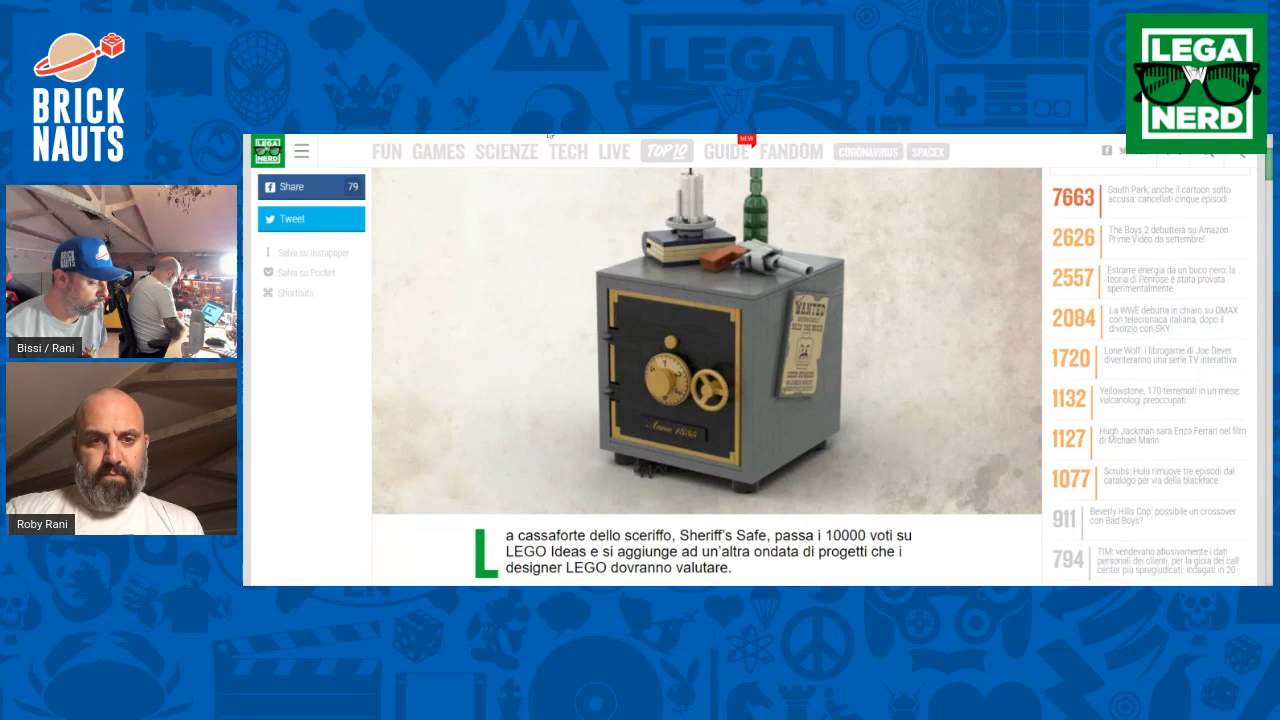 BRICK
NAUTS
LEGA
NERD
LEGA
W
LEGA
NERD
FUN GAMES SCIENZE TECH LIVE TOP10 GUIDE FANDOM CORONAVIRUS SPACEX
NEW
Share 79
Tweet
Salva su Instapaper
Salva su Pocket
Shortcuts
WANTED
Anno 1885
La cassaforte dello sceriffo, Sheriff's Safe, passa i 10000 voti su
LEGO Ideas e si aggiunge ad un'altra ondata di progetti che i
designer LEGO dovranno valutare.
7663 South Park, anche il cartoon sotto
accusa: cancellati cinque episodi
2626 The Boys 2 debutterà su Amazon
Prime Video da settembre!
2557 Estrarre energia da un buco nero: la
teoria di Penrose è stata provata
sperimentalmente
2084 La WWE debutta in chiaro su DMAX
con telecronaca italiana, dopo il
divorzio con SKY
1720 Lone Wolf: i librogame di Joe Dever
diventeranno una serie TV interattiva
1132 Yellowstone, 170 terremoti in un mese:
vulcanologi preoccupati
1127 Hugh Jackman sarà Enzo Ferrari nel film
di Michael Mann
1077 Scrubs: Hulu rimuove tre episodi dal
catalogo per via della blackface
911 Beverly Hills Cop: possibile un crossover
con Bad Boys?
794 TIM: vendevano abusivamente i dati
personali dei clienti, per la gioia dei call
center più spregiudicati: indagati in 20
Bissi / Rani
Roby Rani